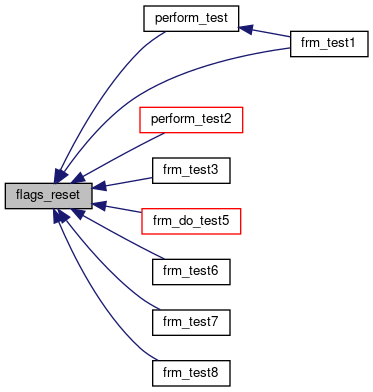 perform_test
frm_test1
perform_test2
frm_test3
flags_reset
frm_do_test5
frm_test6
frm_test7
frm_test8